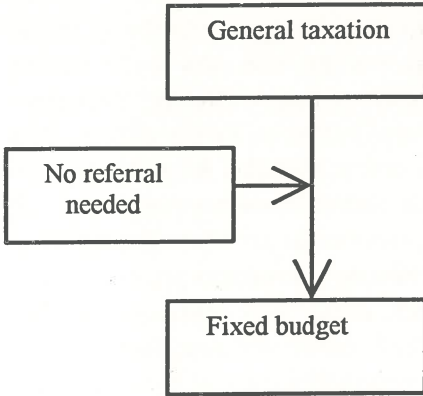 General taxation
No referral
needed
Fixed budget